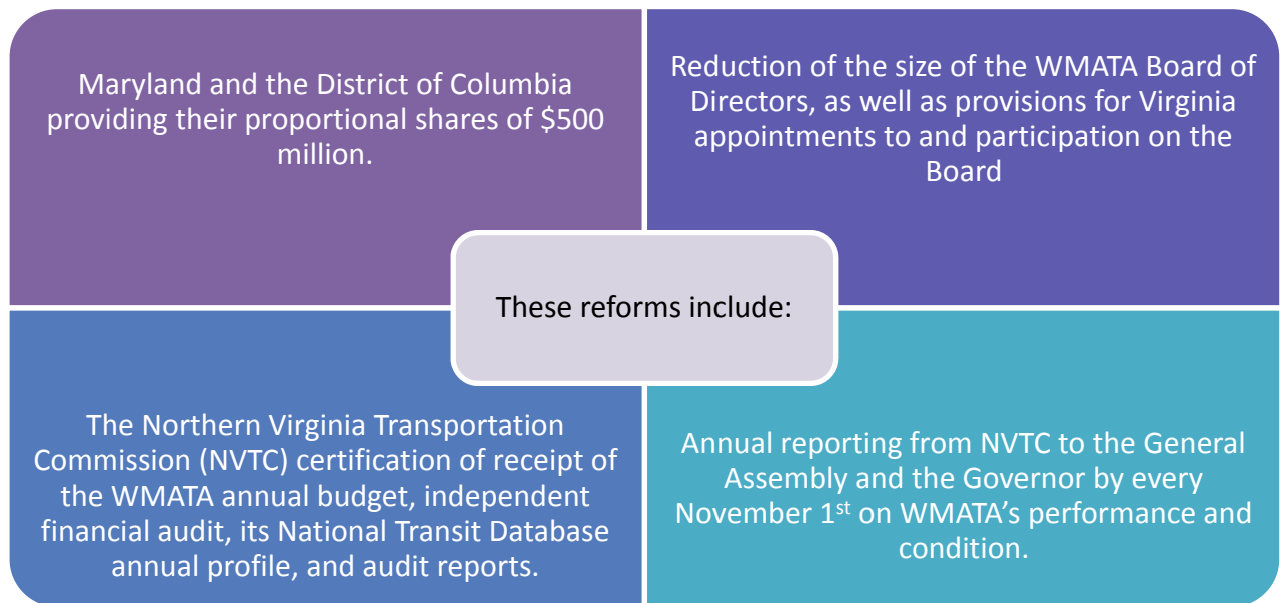 Maryland and the District of Columbia
providing their proportional shares of $500
million.
Reduction of the size of the WMATA Board of
Directors, as well as provisions for Virginia
appointments to and participation on the
Board
These reforms include:
The Northern Virginia Transportation
Commission (NVTC) certification of receipt of
the WMATA annual budget, independent
financial audit, its National Transit Database
annual profile, and audit reports.
Annual reporting from NVTC to the General
Assembly and the Governor by every
November 1st on WMATA’s performance and
condition.